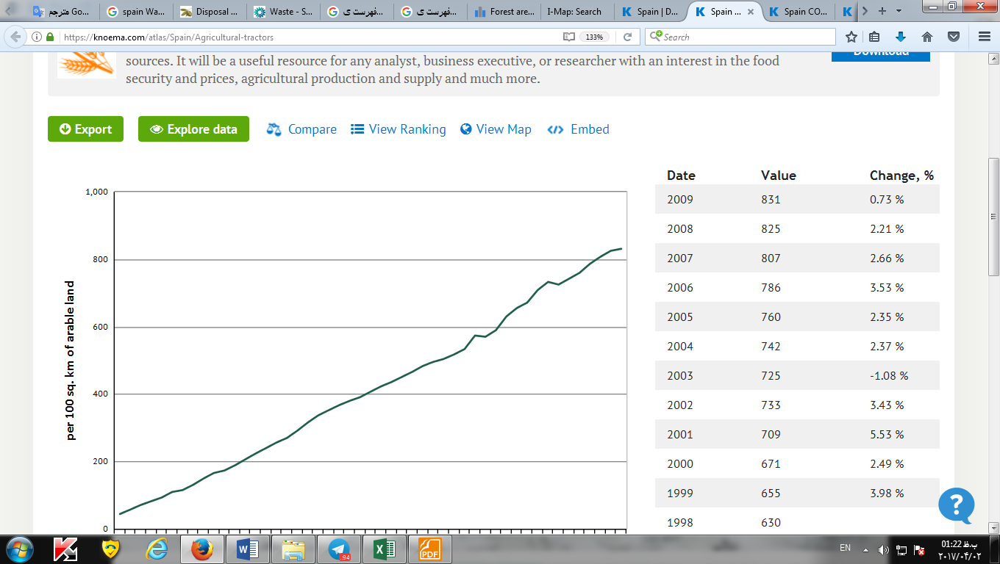 مترجم Go...
spain Wa...
Disposal ...
Waste - S...
فهرست ی...
فهرست ی...
Forest are...
I-Map: Search
Spain | D...
Spain ...
Spain CO...
https://knoema.com/atlas/Spain/Agricultural-tractors
133%
Search
sources. It will be a useful resource for any analyst, business executive, or researcher with an interest in the food
security and prices, agricultural production and supply and much more.
Download
Export
Explore data
Compare
View Ranking
View Map
Embed
per 100 sq. km of arable land
1,000
800
600
400
200
0
Date Value Change, %
2009 831 0.73 %
2008 825 2.21 %
2007 807 2.66 %
2006 786 3.53 %
2005 760 2.35 %
2004 742 2.37 %
2003 725 -1.08 %
2002 733 3.43 %
2001 709 5.53 %
2000 671 2.49 %
1999 655 3.98 %
1998 630
?
.94
PDF
EN
01:22 ب.ظ
۲۰۱۷/۰۴/۰۲